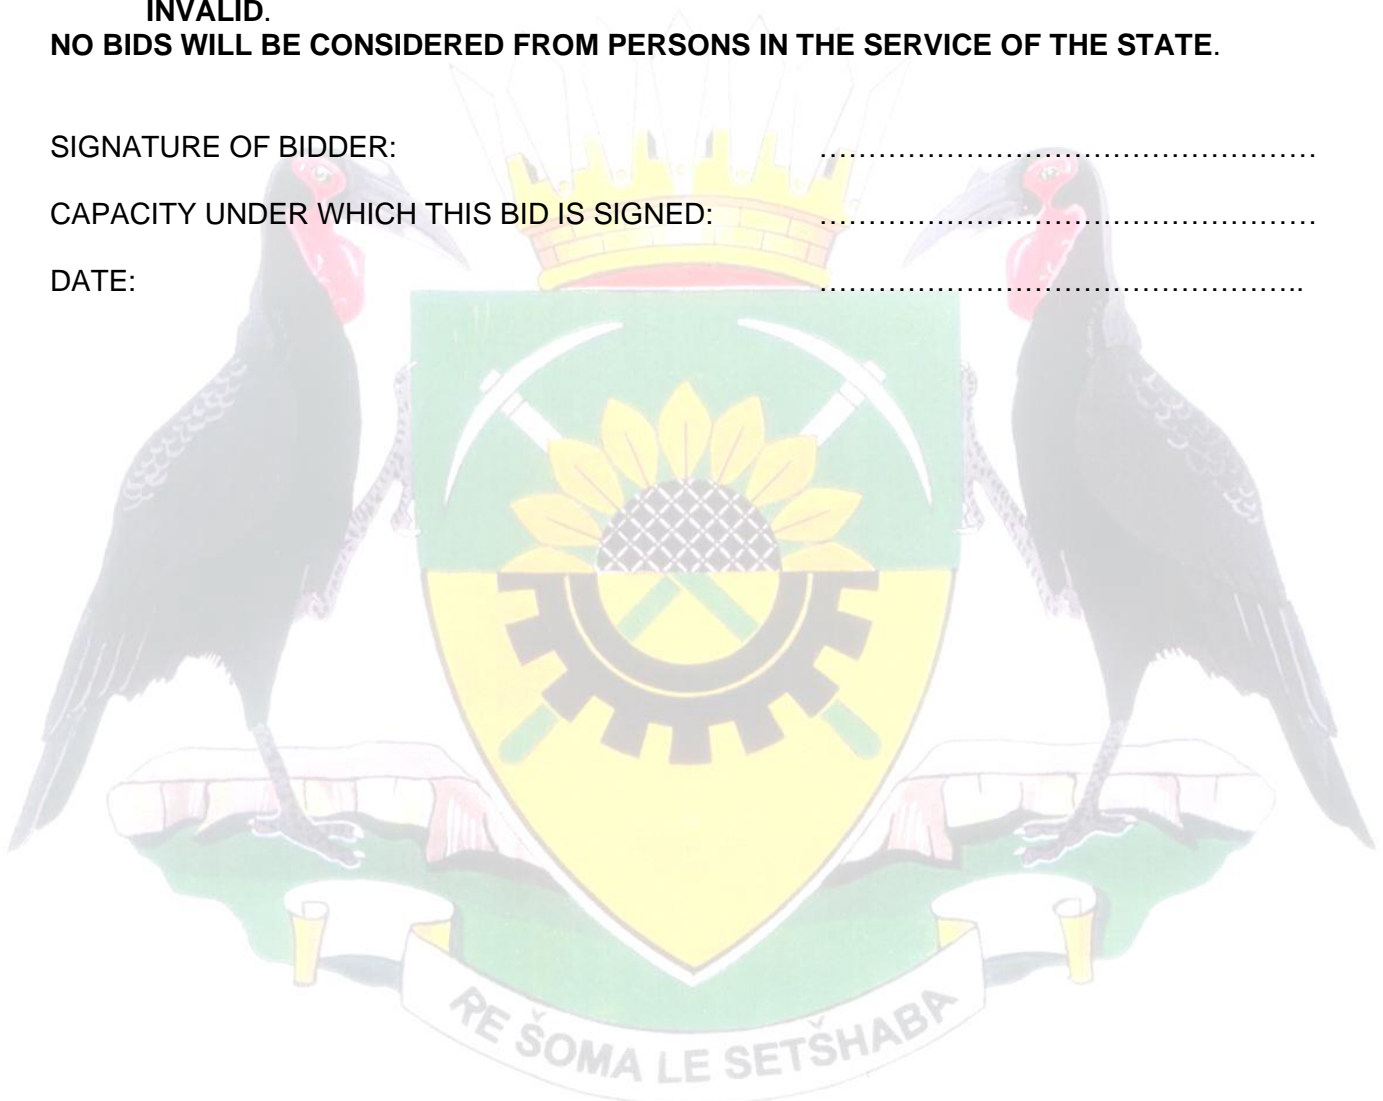 INVALID.
NO BIDS WILL BE CONSIDERED FROM PERSONS IN THE SERVICE OF THE STATE.
SIGNATURE OF BIDDER: ……………………………………………
CAPACITY UNDER WHICH THIS BID IS SIGNED: ……………………………………………
DATE: …………………………………………..
RE ŠOMA LE SETŠHABA